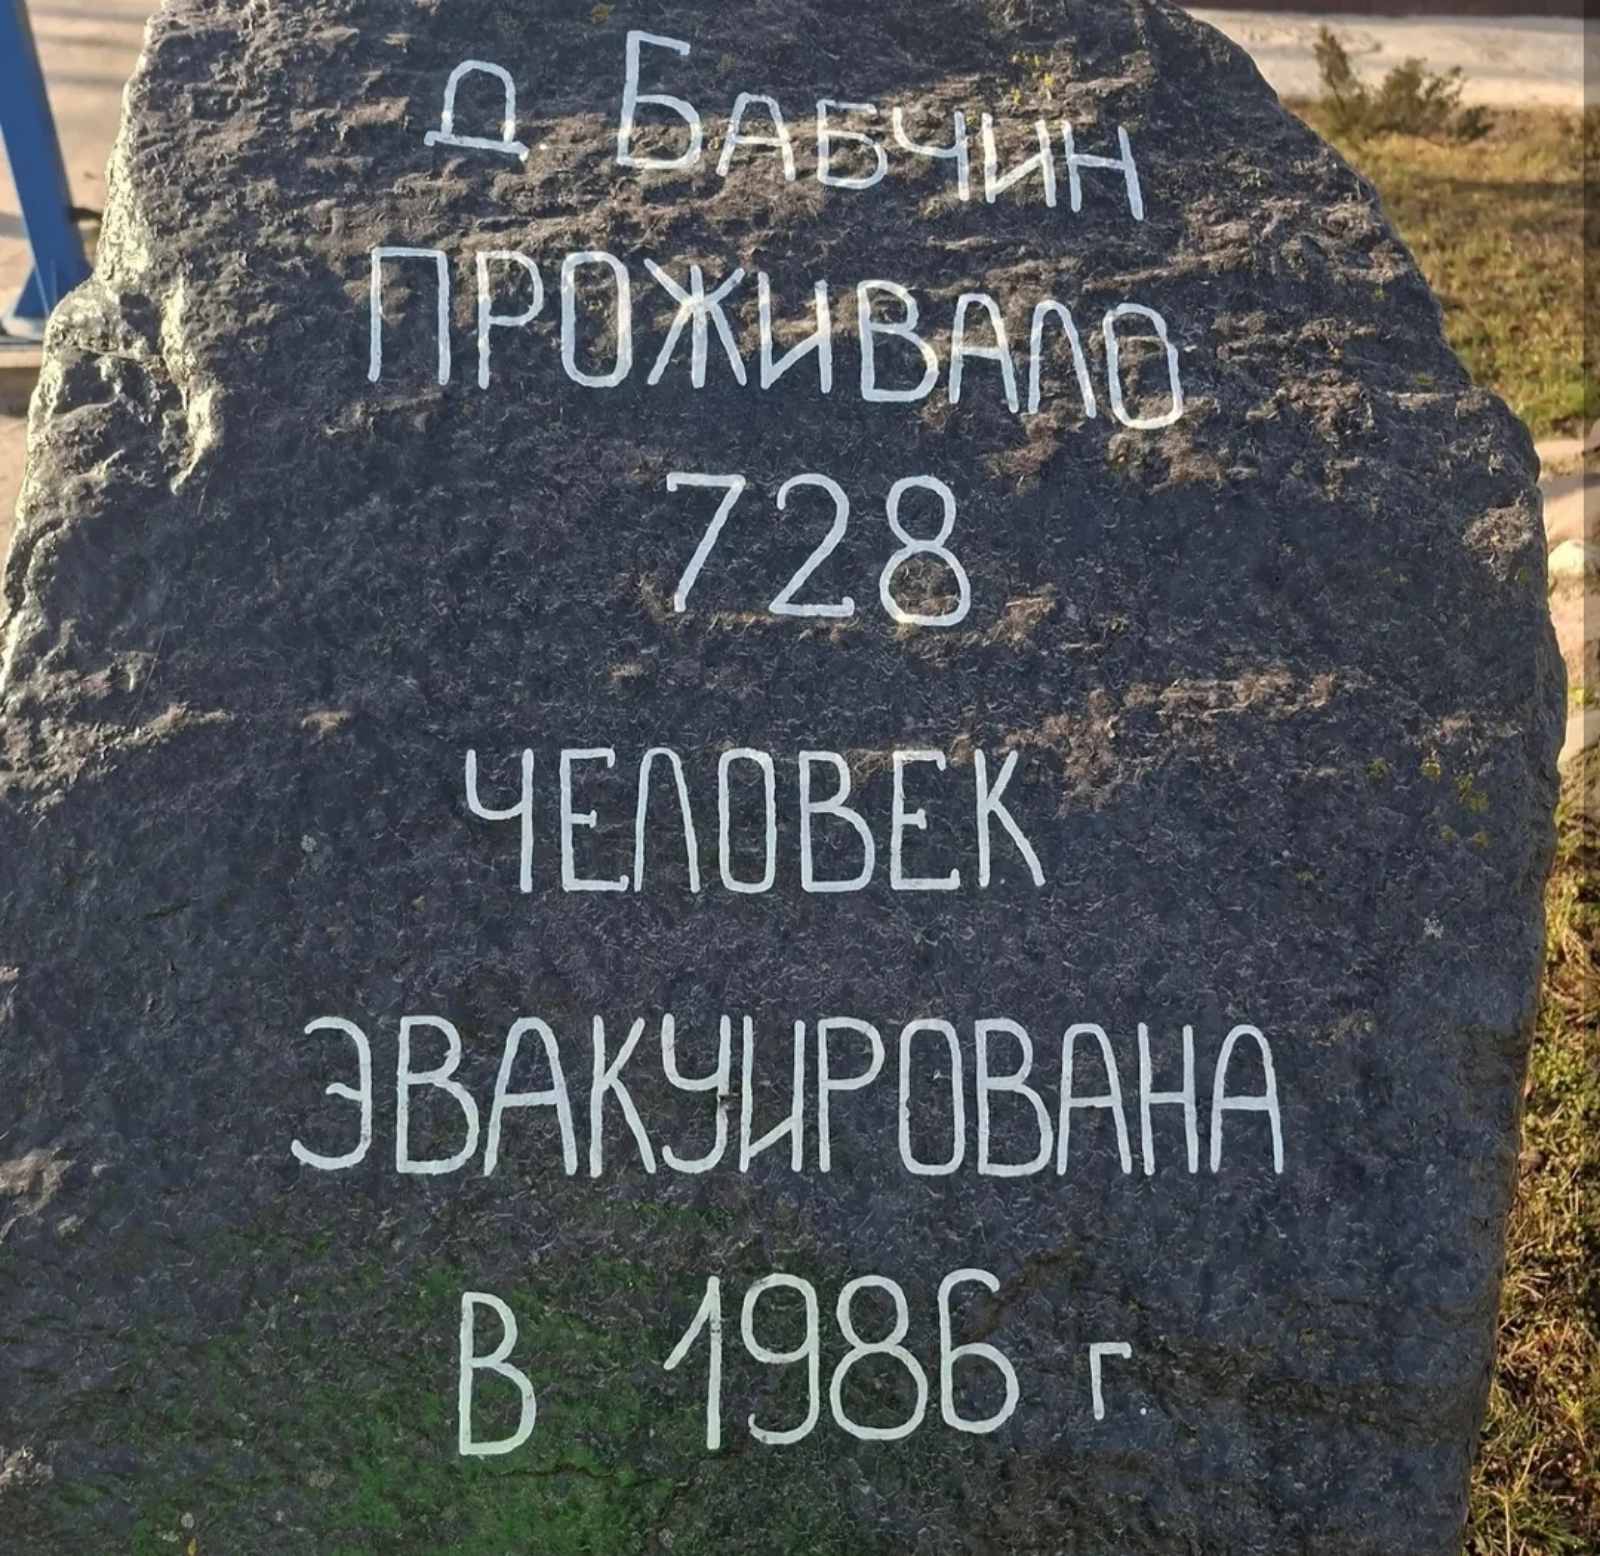 д. Бабчин
ПРОЖИВАЛО
728
ЧЕЛОВЕК
ЭВАКУИРОВАНА
В 1986 г.